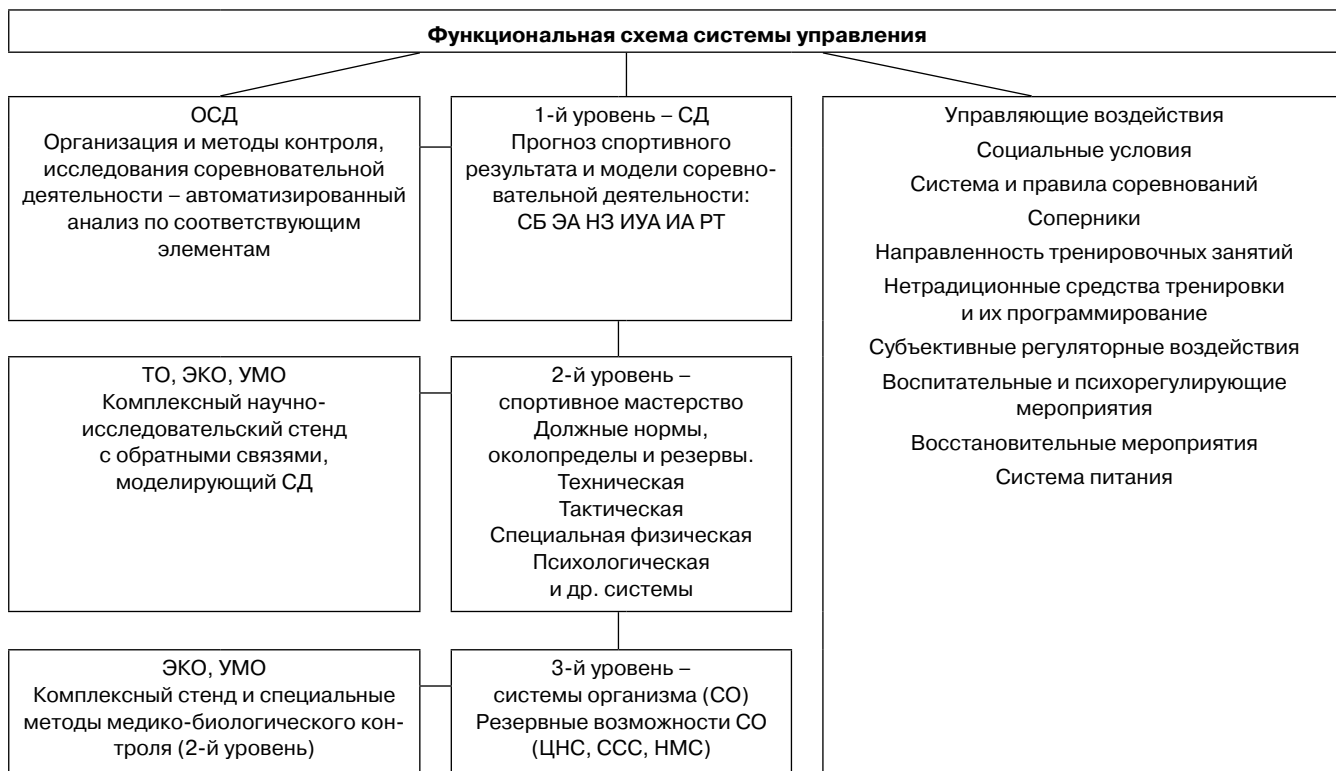 Функциональная схема системы управления
ОСД
Организация и методы контроля,
исследования соревновательной
деятельности – автоматизированный
анализ по соответствующим
элементам
1-й уровень – СД
Прогноз спортивного
результата и модели соревно-
вательной деятельности:
СБ ЭА НЗ ИУА ИА РТ
Управляющие воздействия
Социальные условия
Система и правила соревнований
Соперники
Направленность тренировочных занятий
Нетрадиционные средства тренировки
и их программирование
Субъективные регуляторные воздействия
Воспитательные и психорегулирующие
мероприятия
Восстановительные мероприятия
Система питания
ТО, ЭКО, УМО
Комплексный научно-
исследовательский стенд
с обратными связями,
моделирующий СД
2-й уровень –
спортивное мастерство
Должные нормы,
околопределы и резервы.
Техническая
Тактическая
Специальная физическая
Психологическая
и др. системы
ЭКО, УМО
Комплексный стенд и специальные
методы медико-биологического кон-
троля (2-й уровень)
3-й уровень –
системы организма (СО)
Резервные возможности СО
(ЦНС, ССС, НМС)